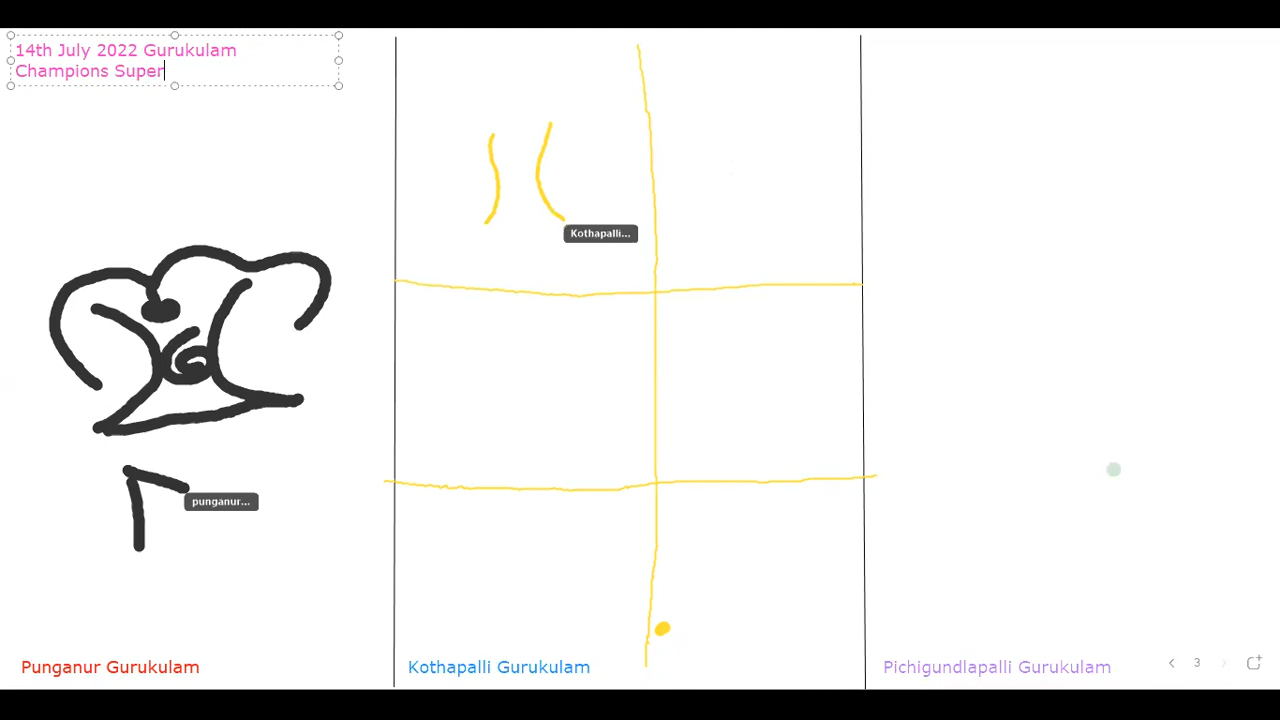 14th July 2022 Gurukulam
Champions Super
Kothapalli...
punganur...
Punganur Gurukulam
Kothapalli Gurukulam
Pichigundlapalli Gurukulam
3